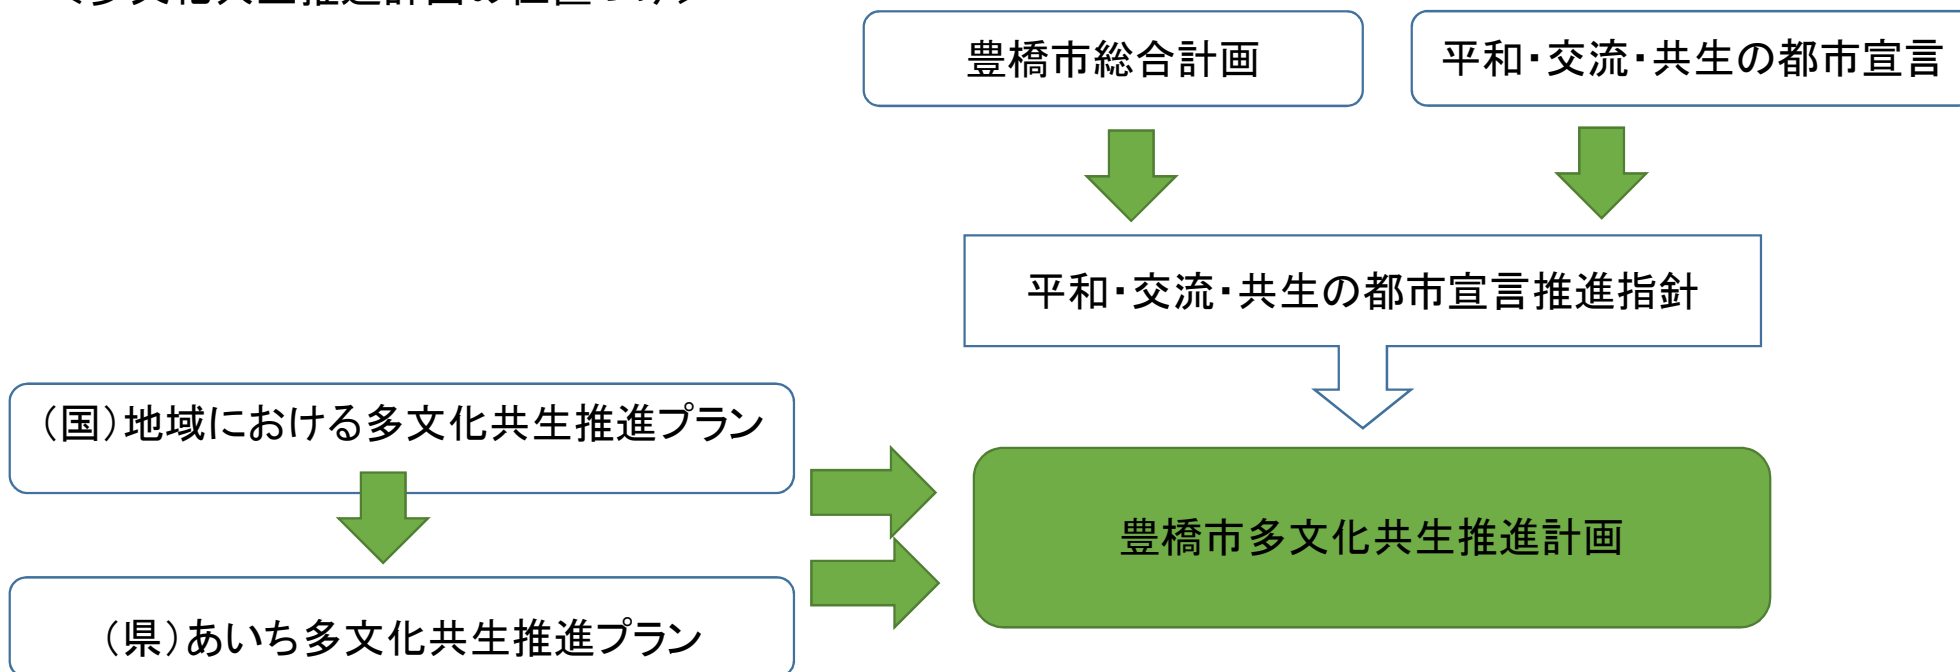 豊橋市総合計画
平和・交流・共生の都市宣言
平和・交流・共生の都市宣言推進指針
（国）地域における多文化共生推進プラン
豊橋市多文化共生推進計画
（県）あいち多文化共生推進プラン